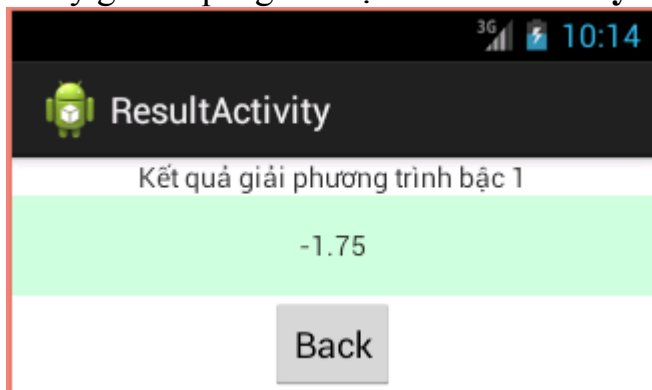 3G 10:14
ResultActivity
Kết quả giải phương trình bậc 1
-1.75
Back